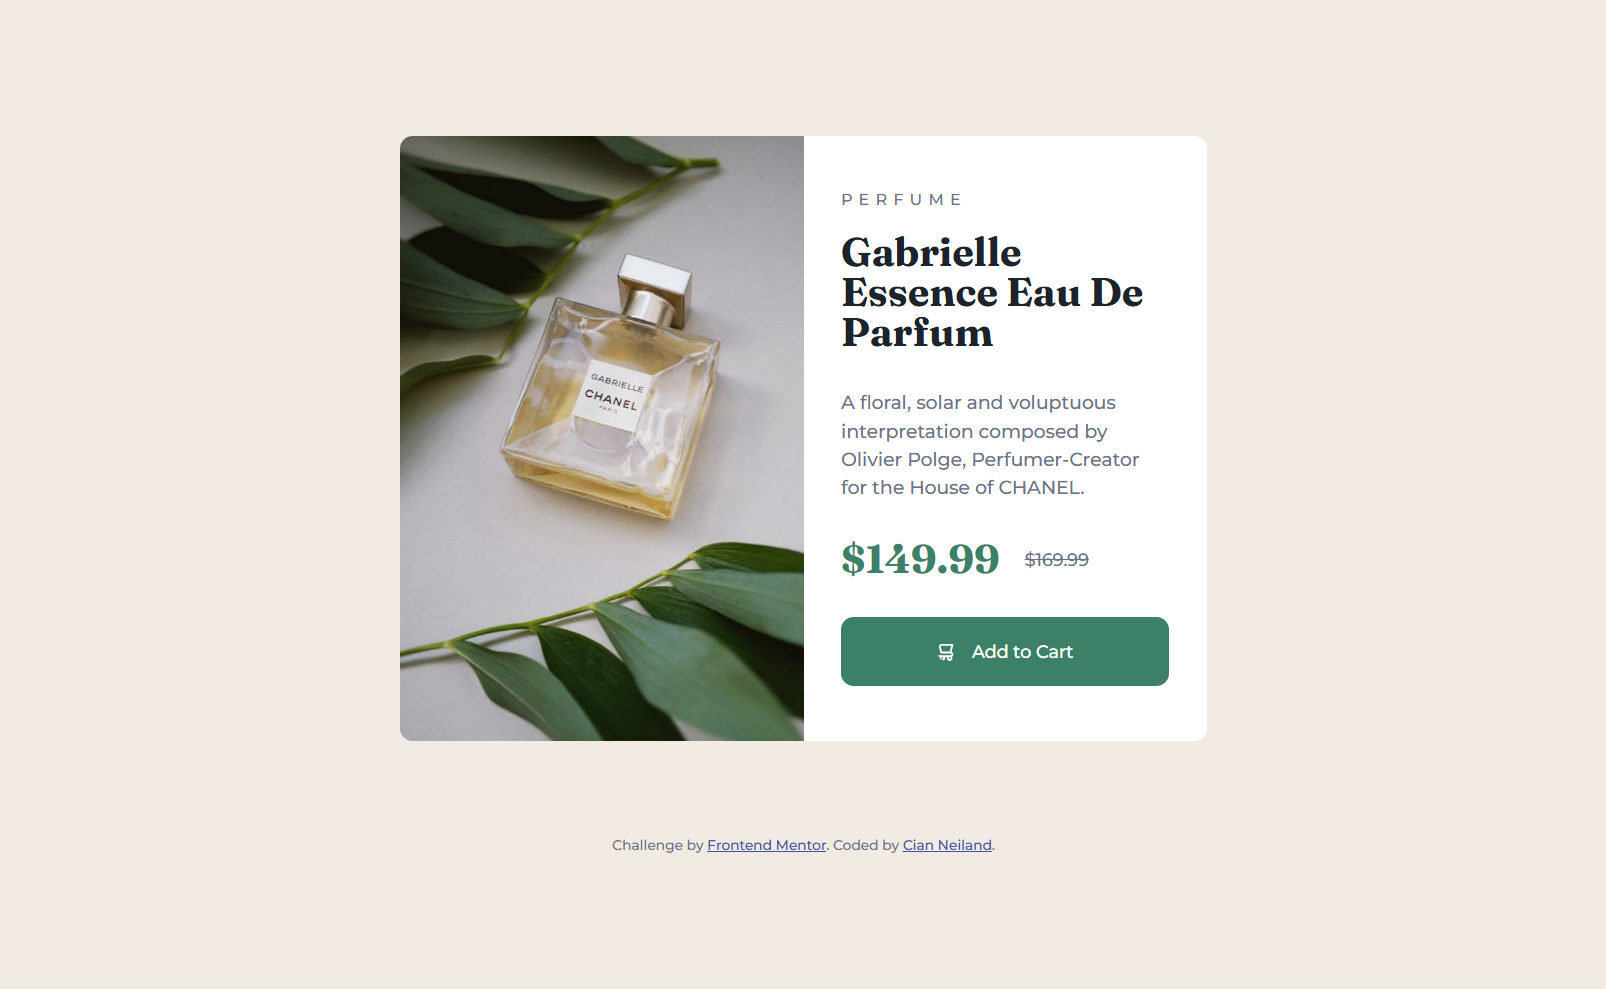 GABRIELLE
CHANEL
PARIS
PERFUME
Gabrielle
Essence Eau De
Parfum
A floral, solar and voluptuous
interpretation composed by
Olivier Polge, Perfumer-Creator
for the House of CHANEL.
$149.99 $169.99
Add to Cart
Challenge by Frontend Mentor. Coded by Cian Neiland.